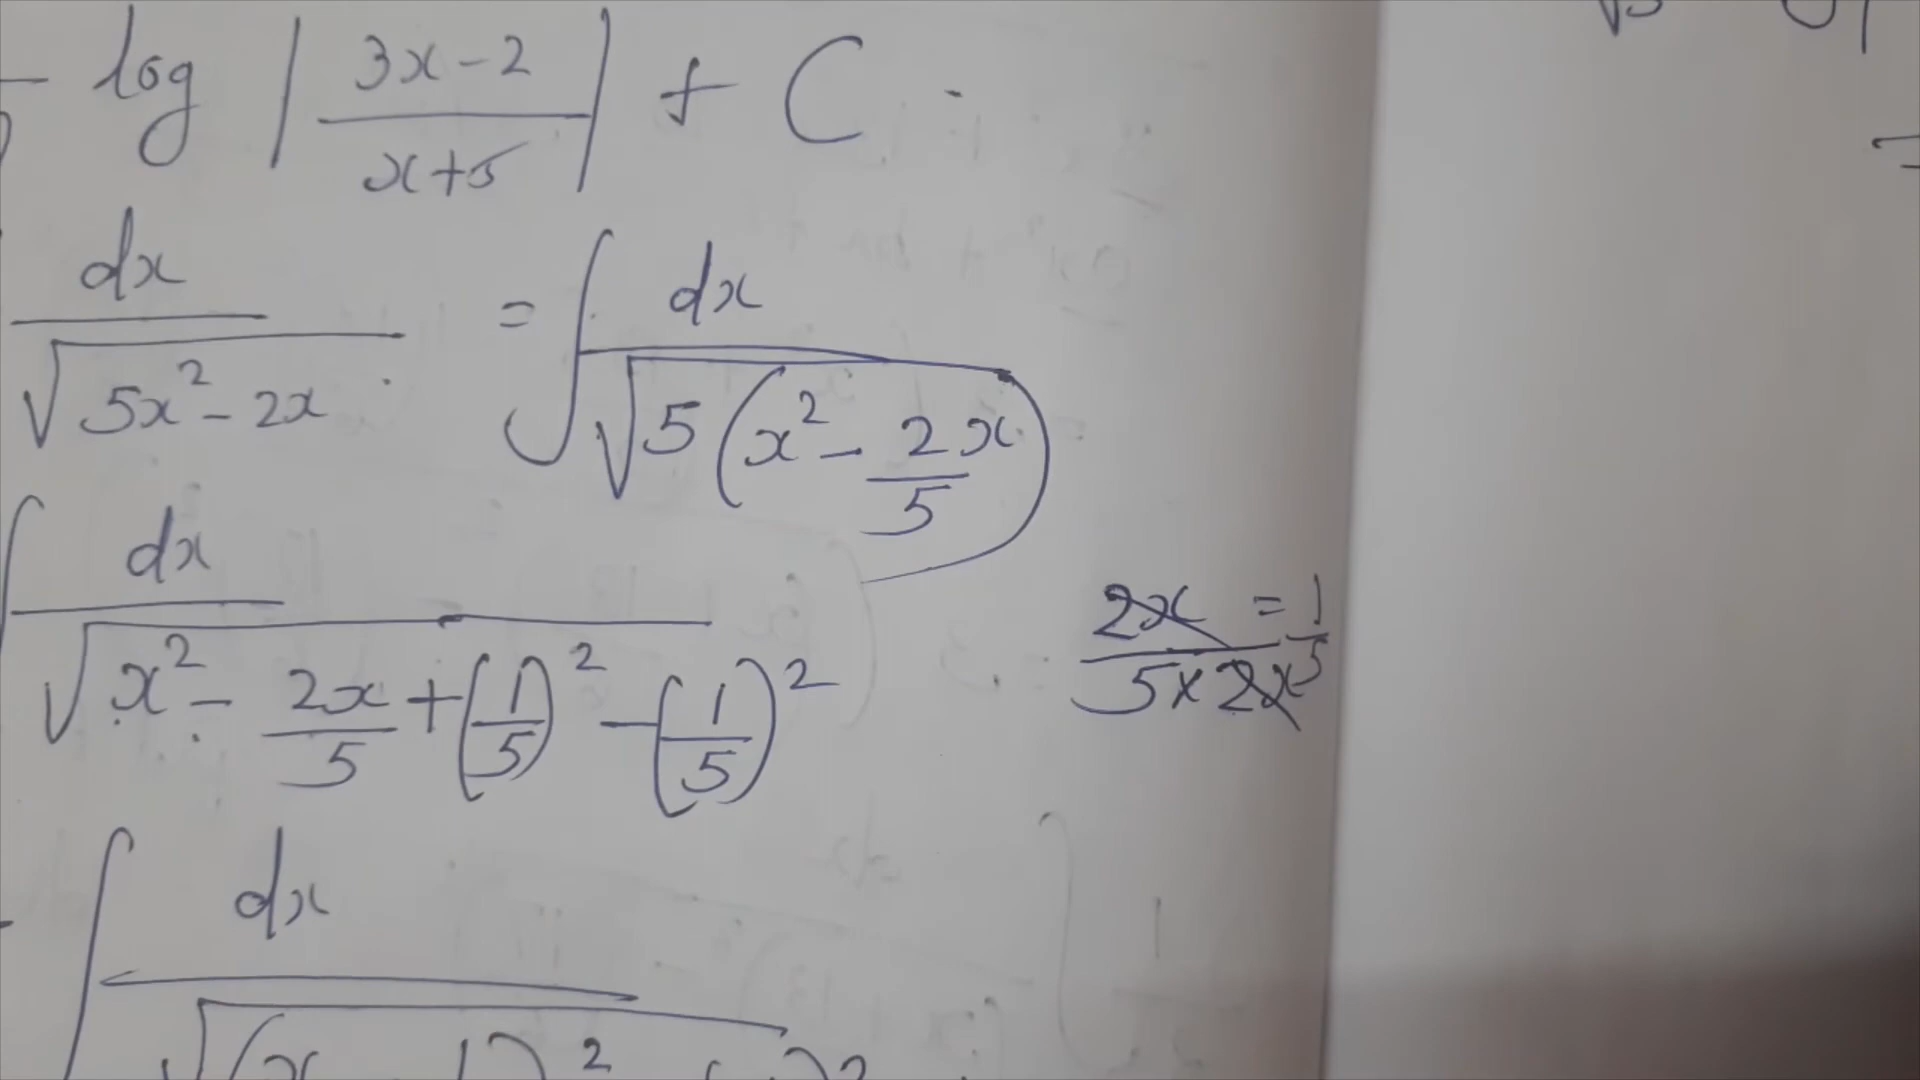 log | (3x - 2)/(x + 5) | + C .
dx/√(5x² - 2x) = ∫ dx/√(5(x² - 2x/5))
∫ dx/√(x² - 2x/5 + (1/5)² - (1/5)²)
2x/(5 x 2x) = 1/5
∫ dx